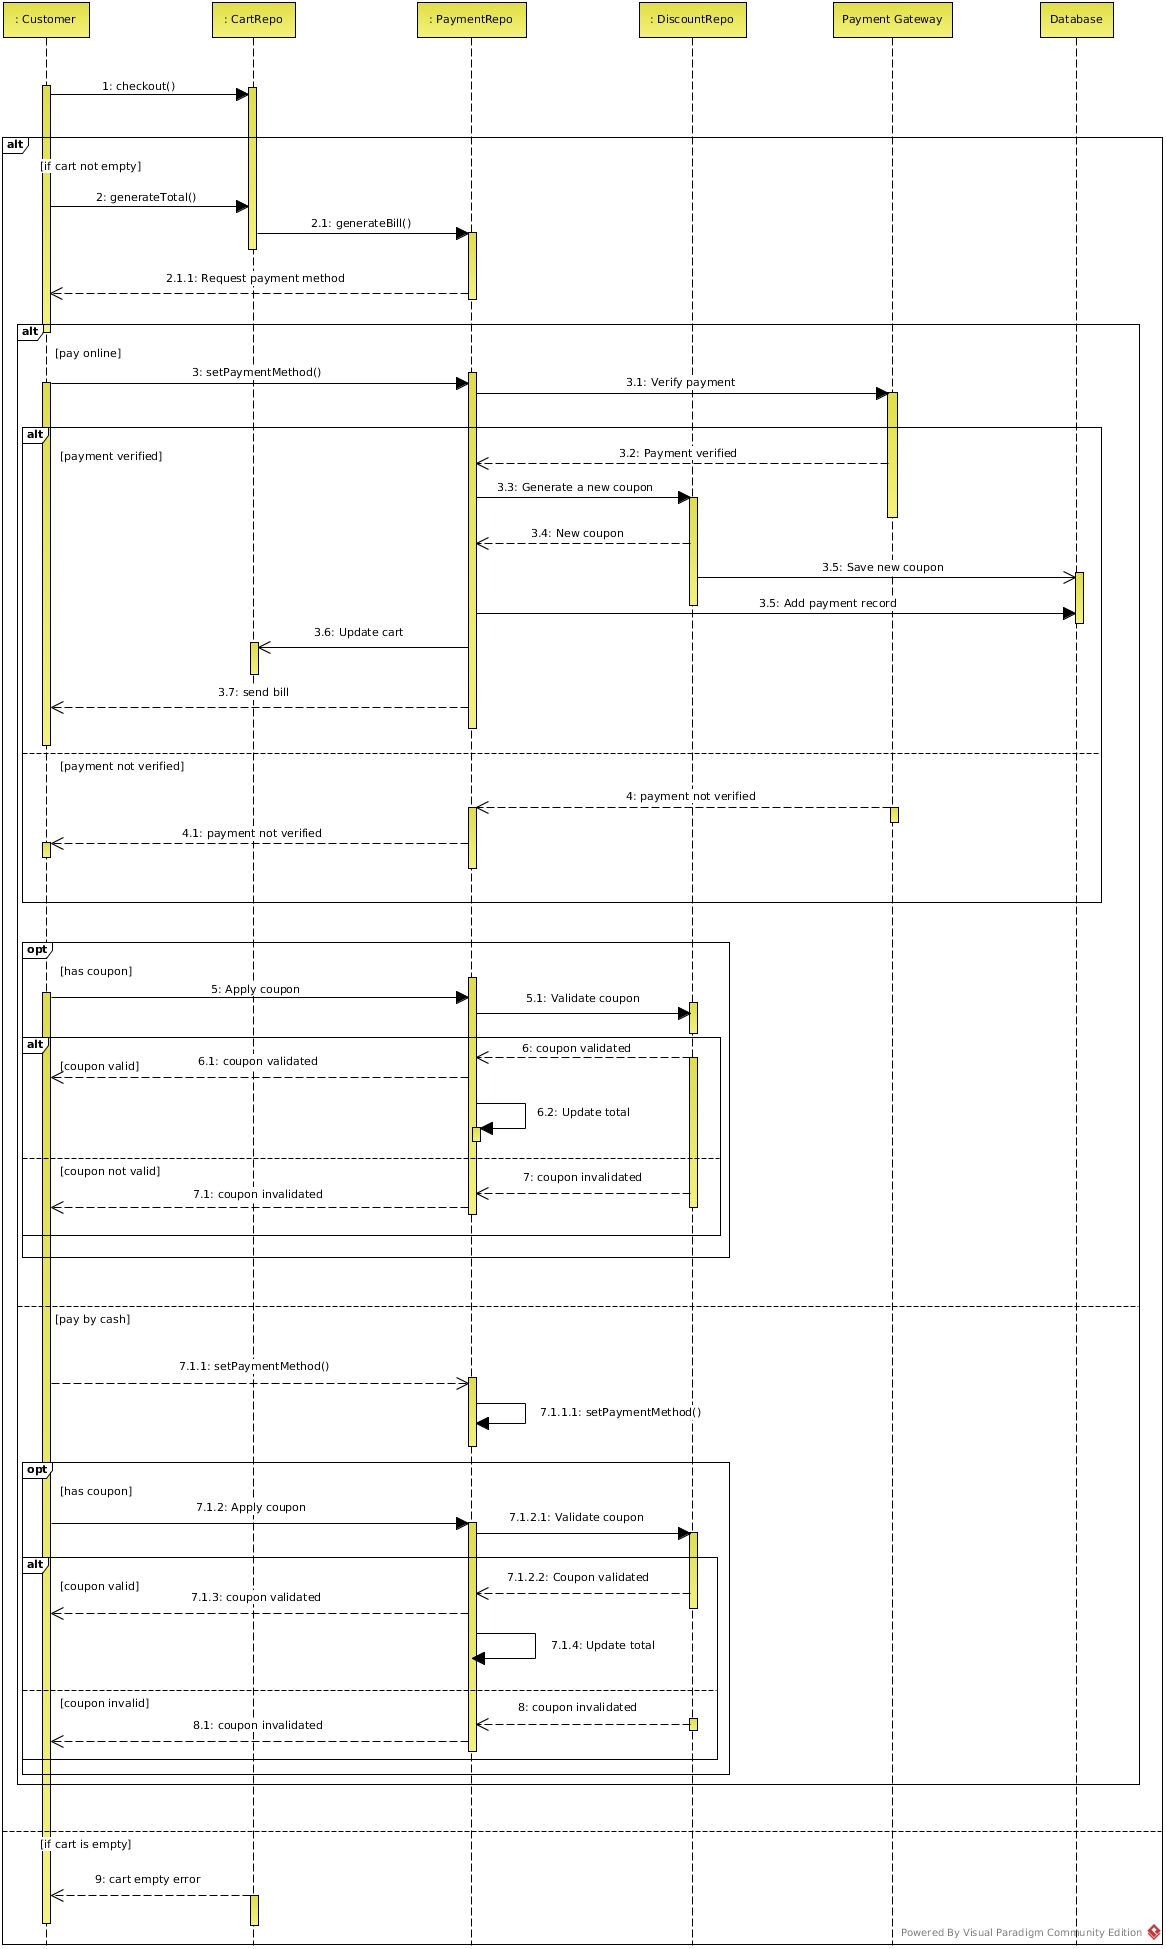 : Customer
: CartRepo
: PaymentRepo
: DiscountRepo
Payment Gateway
Database
1: checkout()
alt
[if cart not empty]
2: generateTotal()
2.1: generateBill()
2.1.1: Request payment method
alt
[pay online]
3: setPaymentMethod()
3.1: Verify payment
alt
[payment verified]
3.2: Payment verified
3.3: Generate a new coupon
3.4: New coupon
3.5: Save new coupon
3.5: Add payment record
3.6: Update cart
3.7: send bill
[payment not verified]
4: payment not verified
4.1: payment not verified
opt
[has coupon]
5: Apply coupon
5.1: Validate coupon
alt
6: coupon validated
[coupon valid]
6.1: coupon validated
6.2: Update total
[coupon not valid]
7: coupon invalidated
7.1: coupon invalidated
[pay by cash]
7.1.1: setPaymentMethod()
7.1.1.1: setPaymentMethod()
opt
[has coupon]
7.1.2: Apply coupon
7.1.2.1: Validate coupon
alt
7.1.2.2: Coupon validated
[coupon valid]
7.1.3: coupon validated
7.1.4: Update total
[coupon invalid]
8: coupon invalidated
8.1: coupon invalidated
[if cart is empty]
9: cart empty error
Powered By Visual Paradigm Community Edition